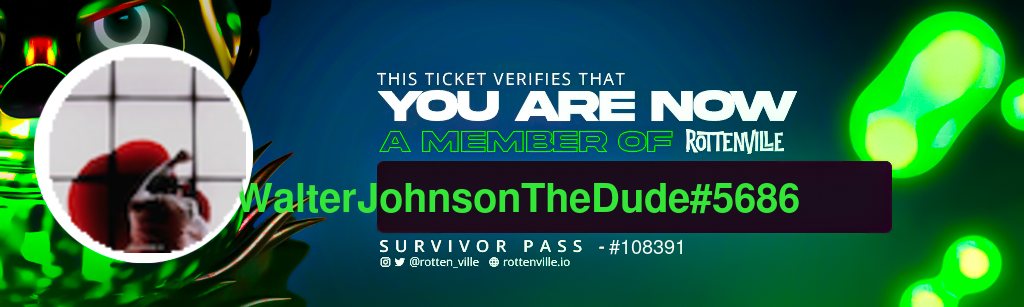 THIS TICKET VERIFIES THAT
YOU ARE NOW
A MEMBER OF ROTTENVILLE
WalterJohnsonTheDude#5686
SURVIVOR PASS - #108391
@rotten_ville rottenville.io